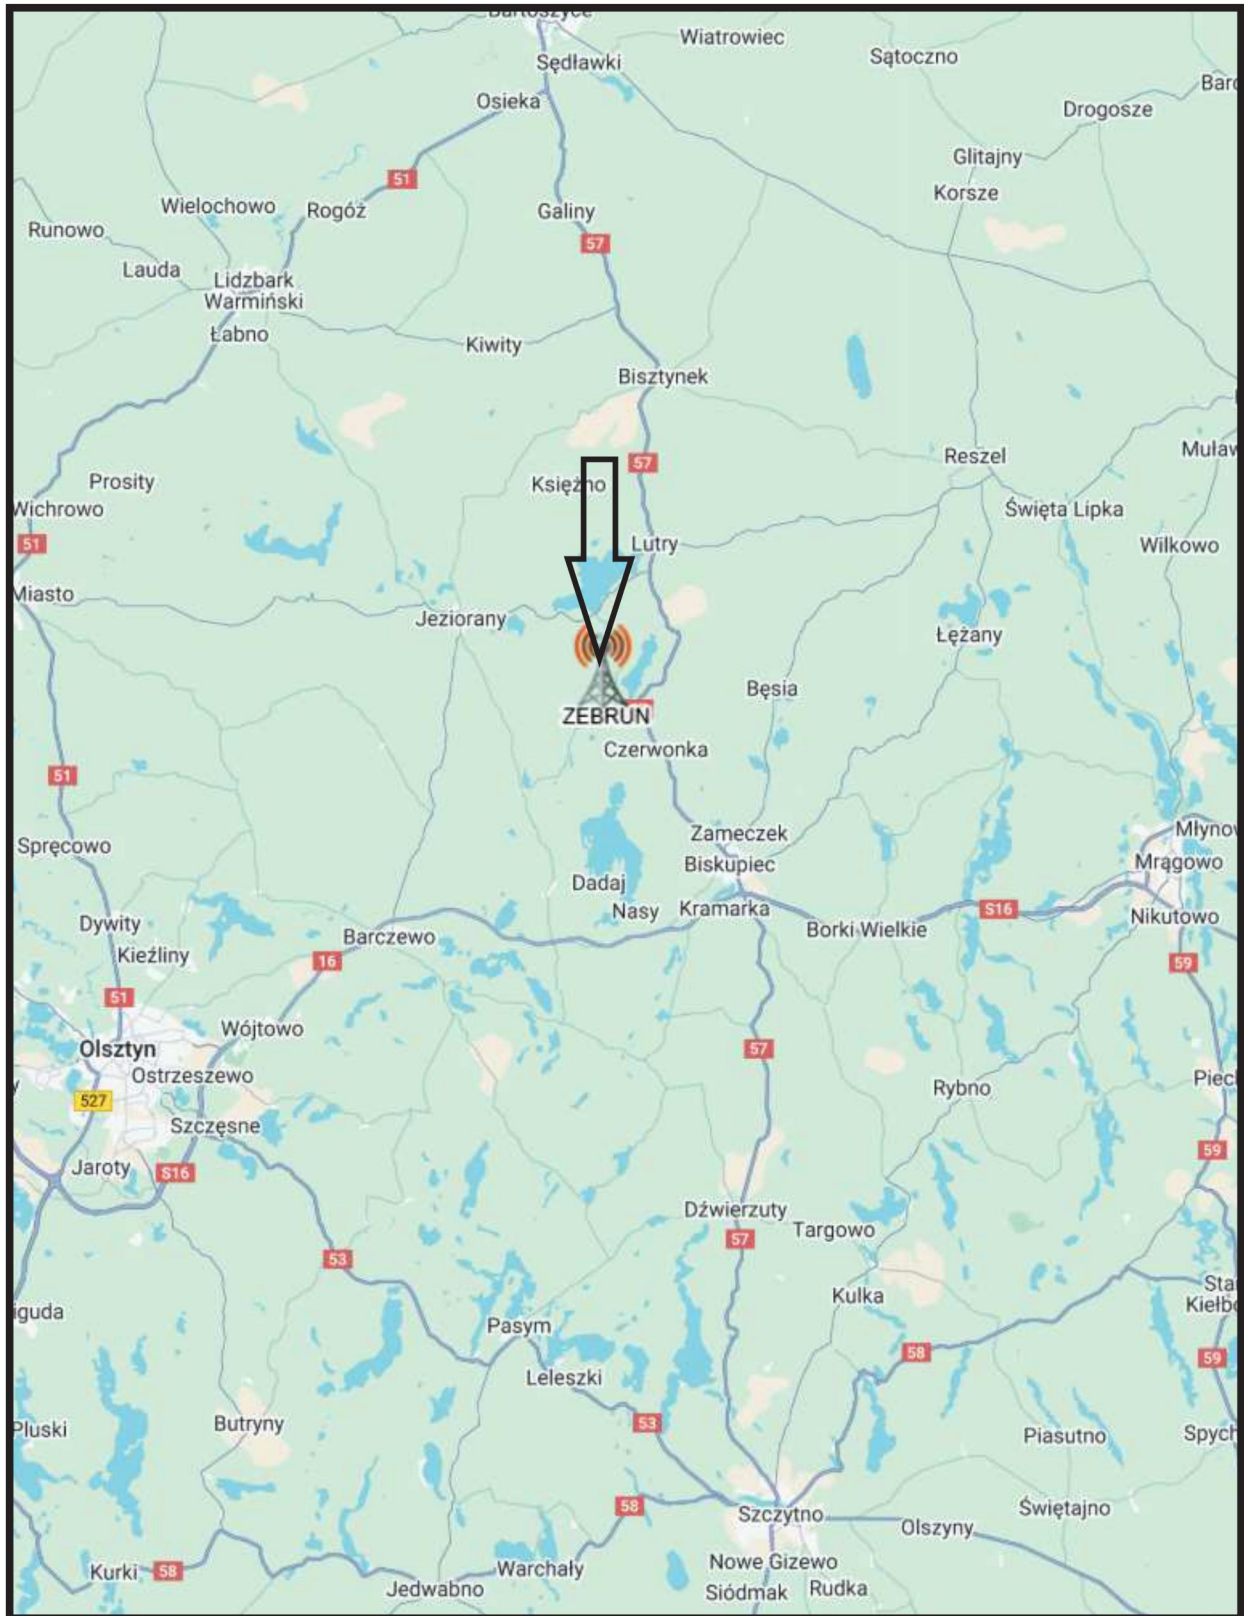 Bartoszyce
Wiatrowiec
Sątoczno
Sędławki
Osieka
Drogosze
Glitajny
51
Korsze
Wielochowo
Rogóż
Galiny
Runowo
57
Lauda
Lidzbark
Warmiński
Łabno
Kiwity
Bisztynek
Reszel
57
Prosity
Księżno
Wichrowo
Święta Lipka
51
Lutry
Wilkowo
Miasto
Jeziorany
Łężany
Bęsia
ZEBRUN
Czerwonka
51
Zameczek
Spręcowo
Biskupiec
Mrągowo
Dadaj
Nasy
Kramarka
S16
Nikutowo
Dywity
Borki Wielkie
Barczewo
Kieźliny
16
59
51
Wójtowo
Olsztyn
57
Ostrzeszewo
Rybno
527
Szczęsne
59
Jaroty
S16
Dźwierzuty
Targowo
57
53
Kulka
iguda
Pasym
58
59
Leleszki
53
Butryny
Pluski
Piasutno
58
Szczytno
Świętajno
Olszyny
Kurki
58
Warchały
Nowe Gizewo
Jedwabno
Siódmak
Rudka